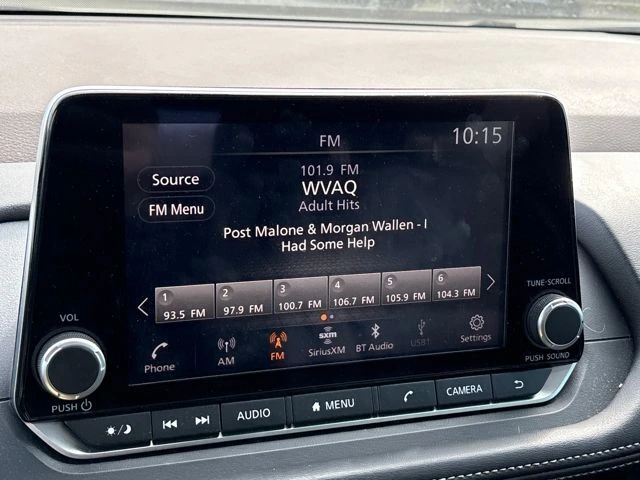 FM
10:15
Source
FM Menu
101.9 FM
WVAQ
Adult Hits
Post Malone & Morgan Wallen - I
Had Some Help
1
93.5 FM
2
97.9 FM
3
100.7 FM
4
106.7 FM
5
105.9 FM
6
104.3 FM
Phone
AM
FM
sxm
SiriusXM
BT Audio
USB1
Settings
VOL
PUSH
TUNE·SCROLL
PUSH SOUND
AUDIO
MENU
CAMERA